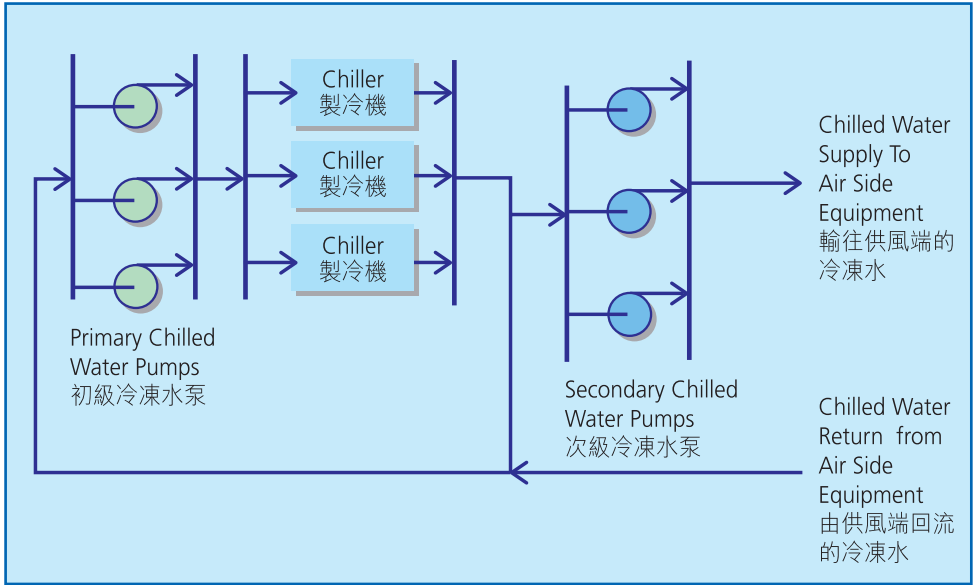 Chiller
製冷機
Chiller
製冷機
Chiller
製冷機
Primary Chilled
Water Pumps
初級冷凍水泵
Secondary Chilled
Water Pumps
次級冷凍水泵
Chilled Water
Supply To
Air Side
Equipment
輸往供風端的
冷凍水
Chilled Water
Return from
Air Side
Equipment
由供風端回流
的冷凍水